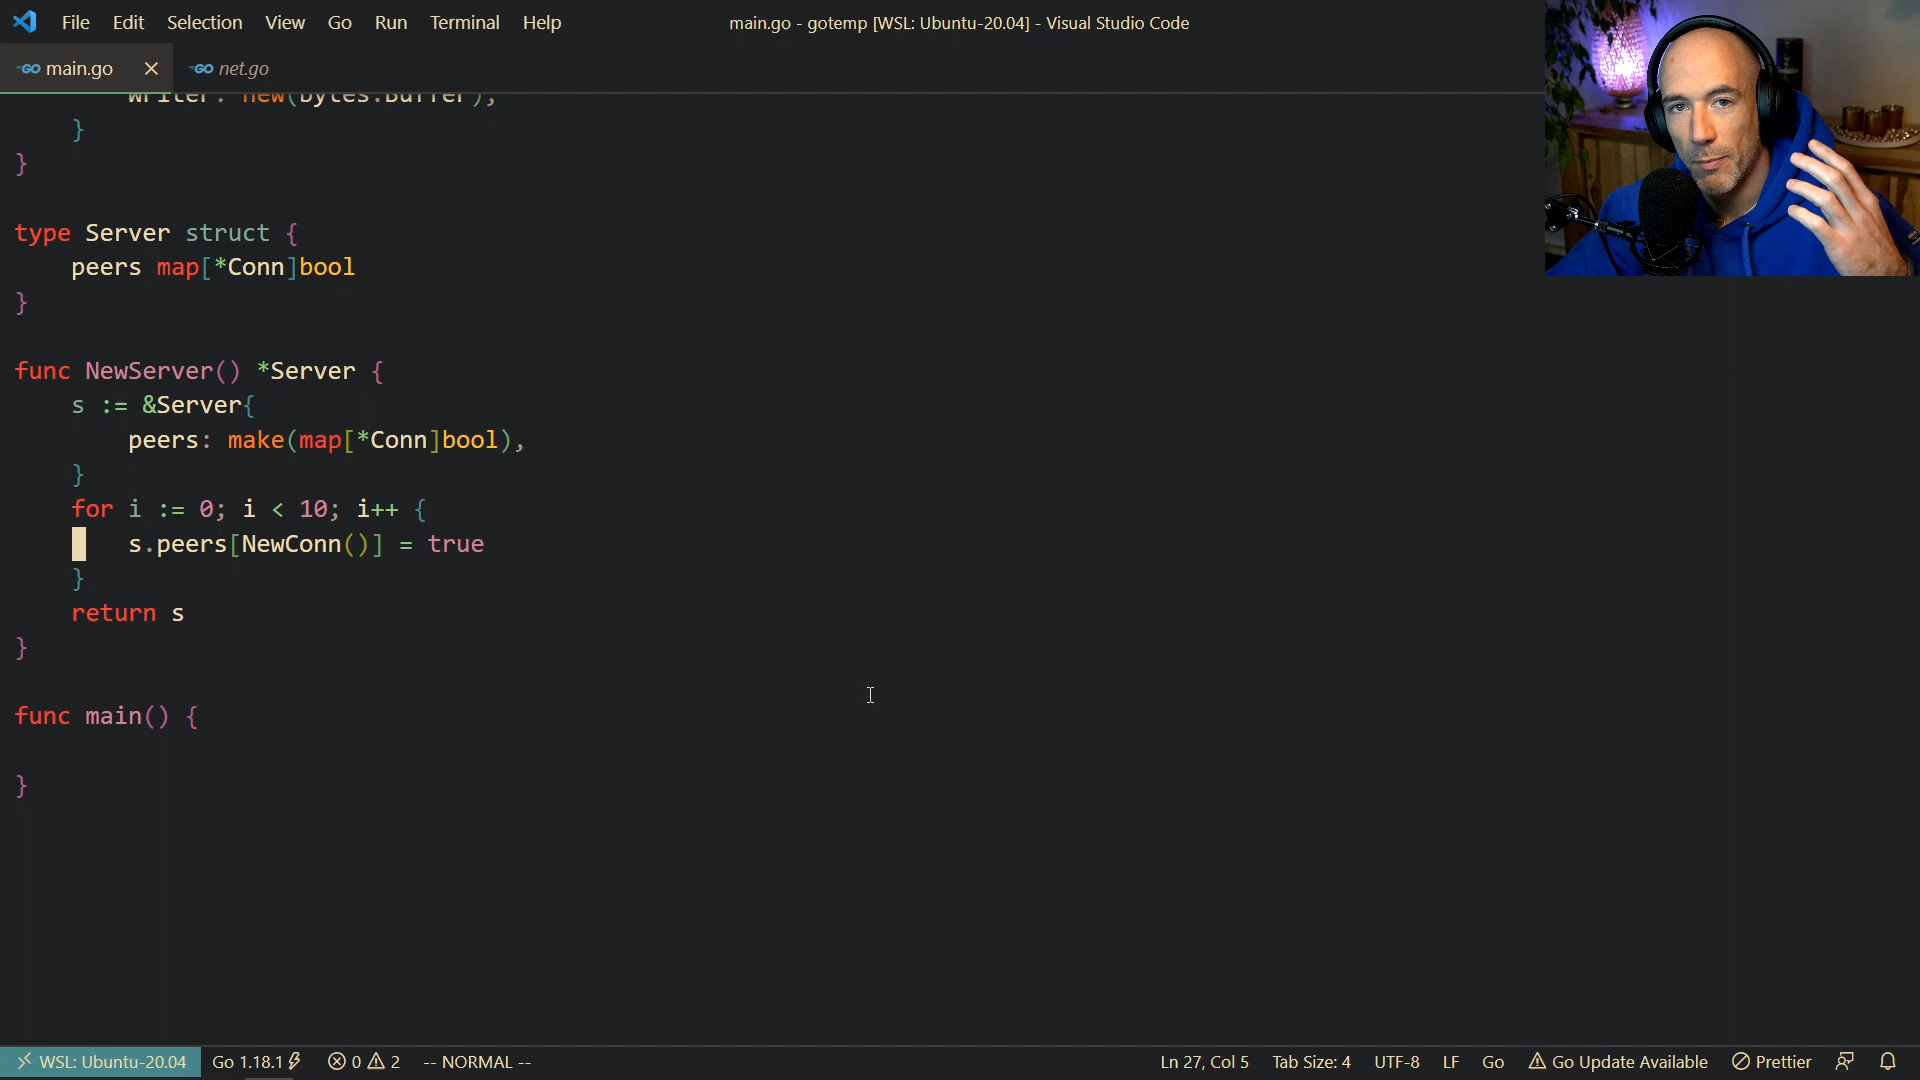 File Edit Selection View Go Run Terminal Help
main.go - gotemp [WSL: Ubuntu-20.04] - Visual Studio Code
GO main.go
GO net.go
writer: new(bytes.Buffer),
}
}
type Server struct {
peers map[*Conn]bool
}
func NewServer() *Server {
s := &Server{
peers: make(map[*Conn]bool),
}
for i := 0; i < 10; i++ {
s.peers[NewConn()] = true
}
return s
}
func main() {
}
WSL: Ubuntu-20.04 Go 1.18.1 0 2 -- NORMAL -- Ln 27, Col 5 Tab Size: 4 UTF-8 LF Go Go Update Available Prettier